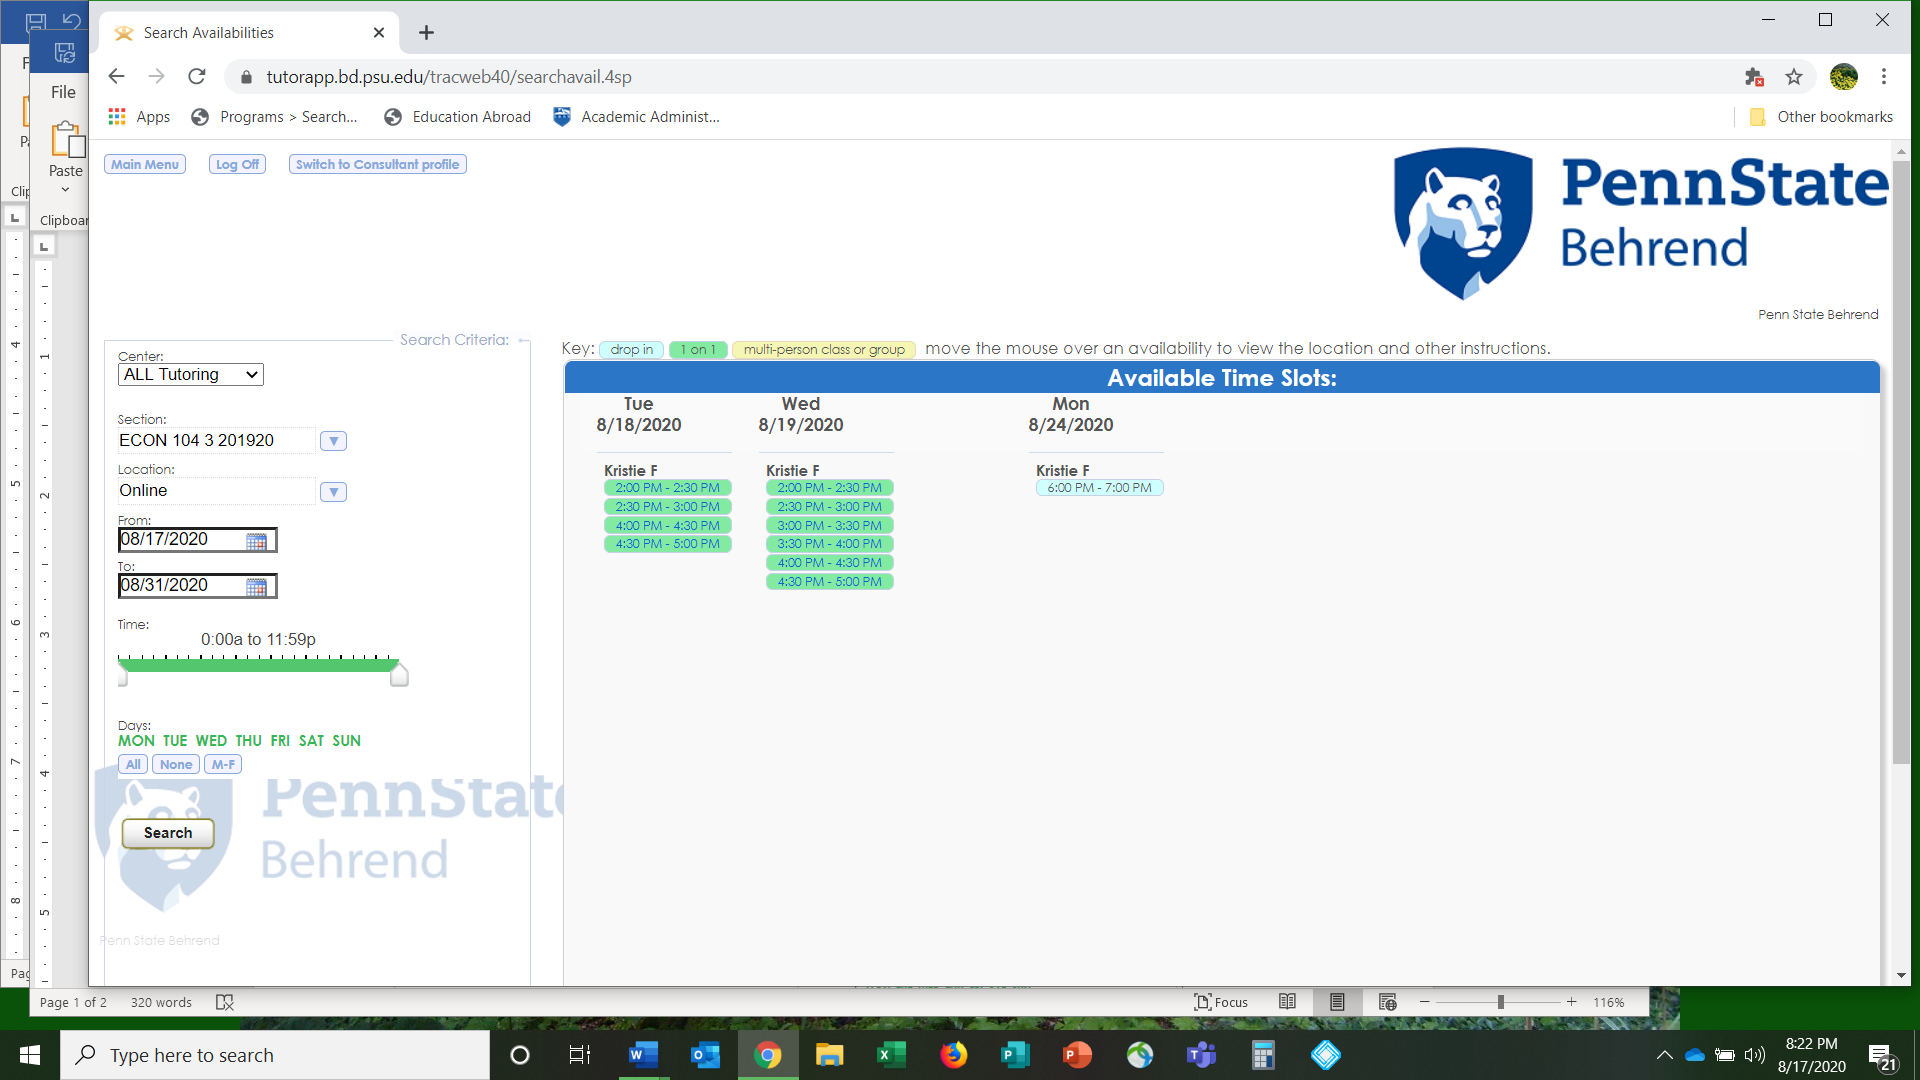 Search Availabilities
tutorapp.bd.psu.edu/tracweb40/searchavail.4sp
File
Apps
Programs > Search...
Education Abroad
Academic Administ...
Other bookmarks
Paste
Clipboar
Main Menu
Log Off
Switch to Consultant profile
PennState
Behrend
Penn State Behrend
Search Criteria:
Center:
ALL Tutoring
Section:
ECON 104 3 201920
Location:
Online
From:
08/17/2020
To:
08/31/2020
Time:
0:00a to 11:59p
Days:
MON TUE WED THU FRI SAT SUN
All None M-F
Search
PennState
Behrend
Penn State Behrend
Key: drop in 1 on 1 multi-person class or group move the mouse over an availability to view the location and other instructions.
Available Time Slots:
Tue
8/18/2020
Kristie F
2:00 PM - 2:30 PM
2:30 PM - 3:00 PM
4:00 PM - 4:30 PM
4:30 PM - 5:00 PM
Wed
8/19/2020
Kristie F
2:00 PM - 2:30 PM
2:30 PM - 3:00 PM
3:00 PM - 3:30 PM
3:30 PM - 4:00 PM
4:00 PM - 4:30 PM
4:30 PM - 5:00 PM
Mon
8/24/2020
Kristie F
6:00 PM - 7:00 PM
Page 1 of 2
320 words
Focus
116%
Type here to search
8:22 PM
8/17/2020
21